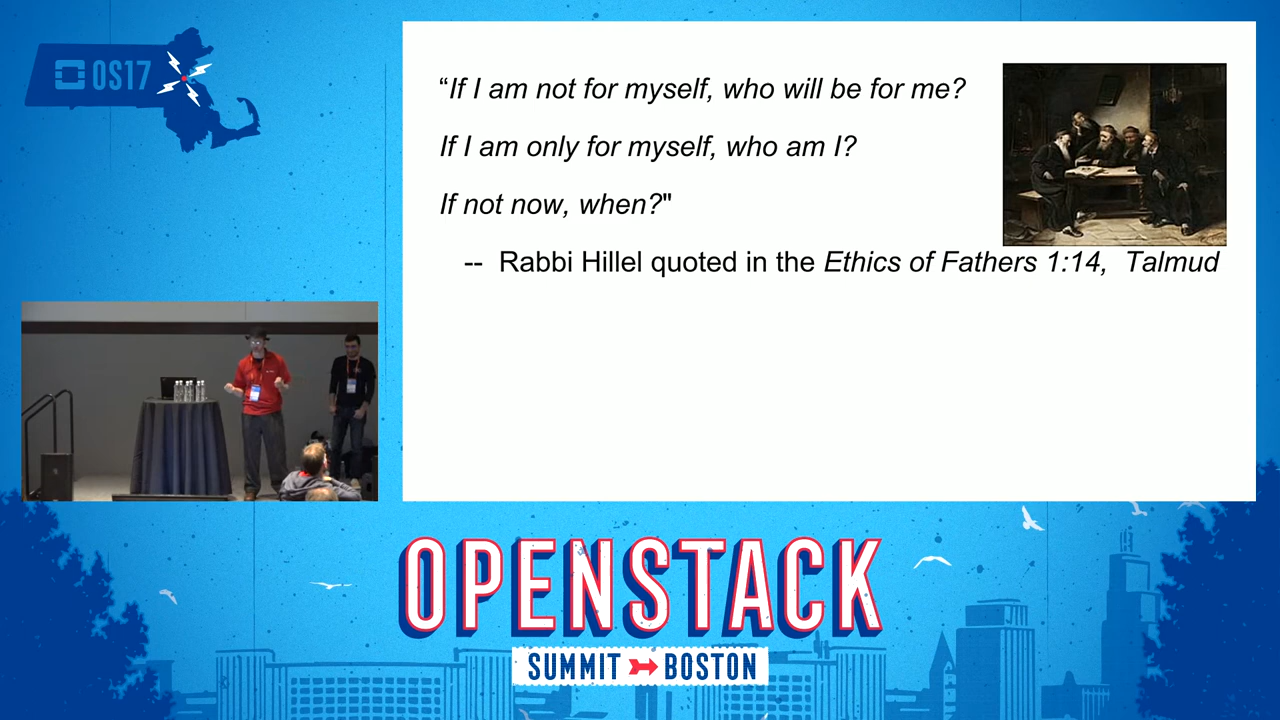 OS17
“If I am not for myself, who will be for me?
If I am only for myself, who am I?
If not now, when?"
-- Rabbi Hillel quoted in the Ethics of Fathers 1:14, Talmud
OPENSTACK
SUMMIT BOSTON